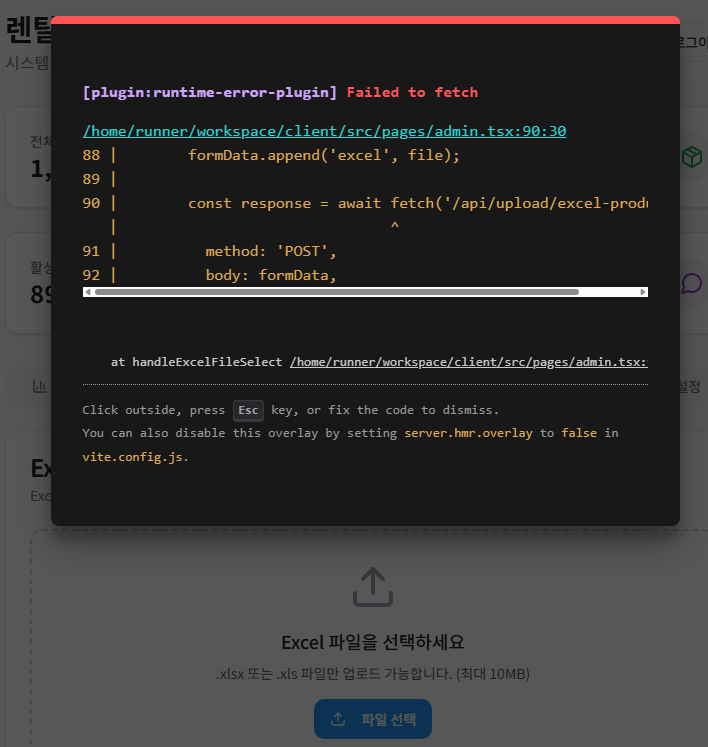 렌탈
로그아
시스템
[plugin:runtime-error-plugin] Failed to fetch
/home/runner/workspace/client/src/pages/admin.tsx:90:30
88 |        formData.append('excel', file);
89 |
90 |        const response = await fetch('/api/upload/excel-produ
   |                               ^
91 |          method: 'POST',
92 |          body: formData,
전체
1,
활성
89
at handleExcelFileSelect /home/runner/workspace/client/src/pages/admin.tsx:
설정
Click outside, press Esc key, or fix the code to dismiss.
You can also disable this overlay by setting server.hmr.overlay to false in
vite.config.js.
Ex
Exc
Excel 파일을 선택하세요
.xlsx 또는 .xls 파일만 업로드 가능합니다. (최대 10MB)
파일 선택